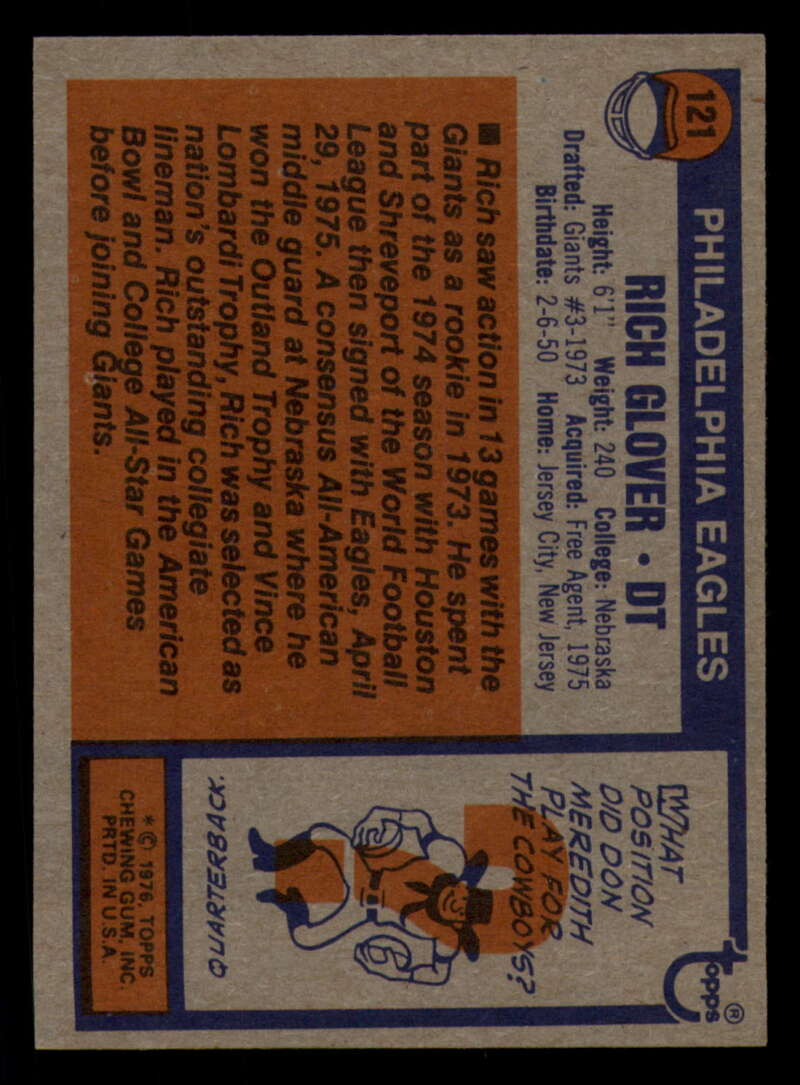 121
PHILADELPHIA EAGLES
RICH GLOVER • DT
Height: 6'1" Weight: 240 College: Nebraska
Drafted: Giants #3-1973 Acquired: Free Agent, 1975
Birthdate: 2-6-50 Home: Jersey City, New Jersey
■ Rich saw action in 13 games with the
Giants as a rookie in 1973. He spent
part of the 1974 season with Houston
and Shreveport of the World Football
League then signed with Eagles, April
29, 1975. A consensus All-American
middle guard at Nebraska where he
won the Outland Trophy and Vince
Lombardi Trophy, Rich was selected as
nation's outstanding collegiate
lineman. Rich played in the American
Bowl and College All-Star Games
before joining Giants.
topps®
WHAT
POSITION
DID DON
MEREDITH
PLAY FOR
THE COWBOYS?
QUARTERBACK.
*© 1976, TOPPS
CHEWING GUM, INC.
PRTD. IN U.S.A.